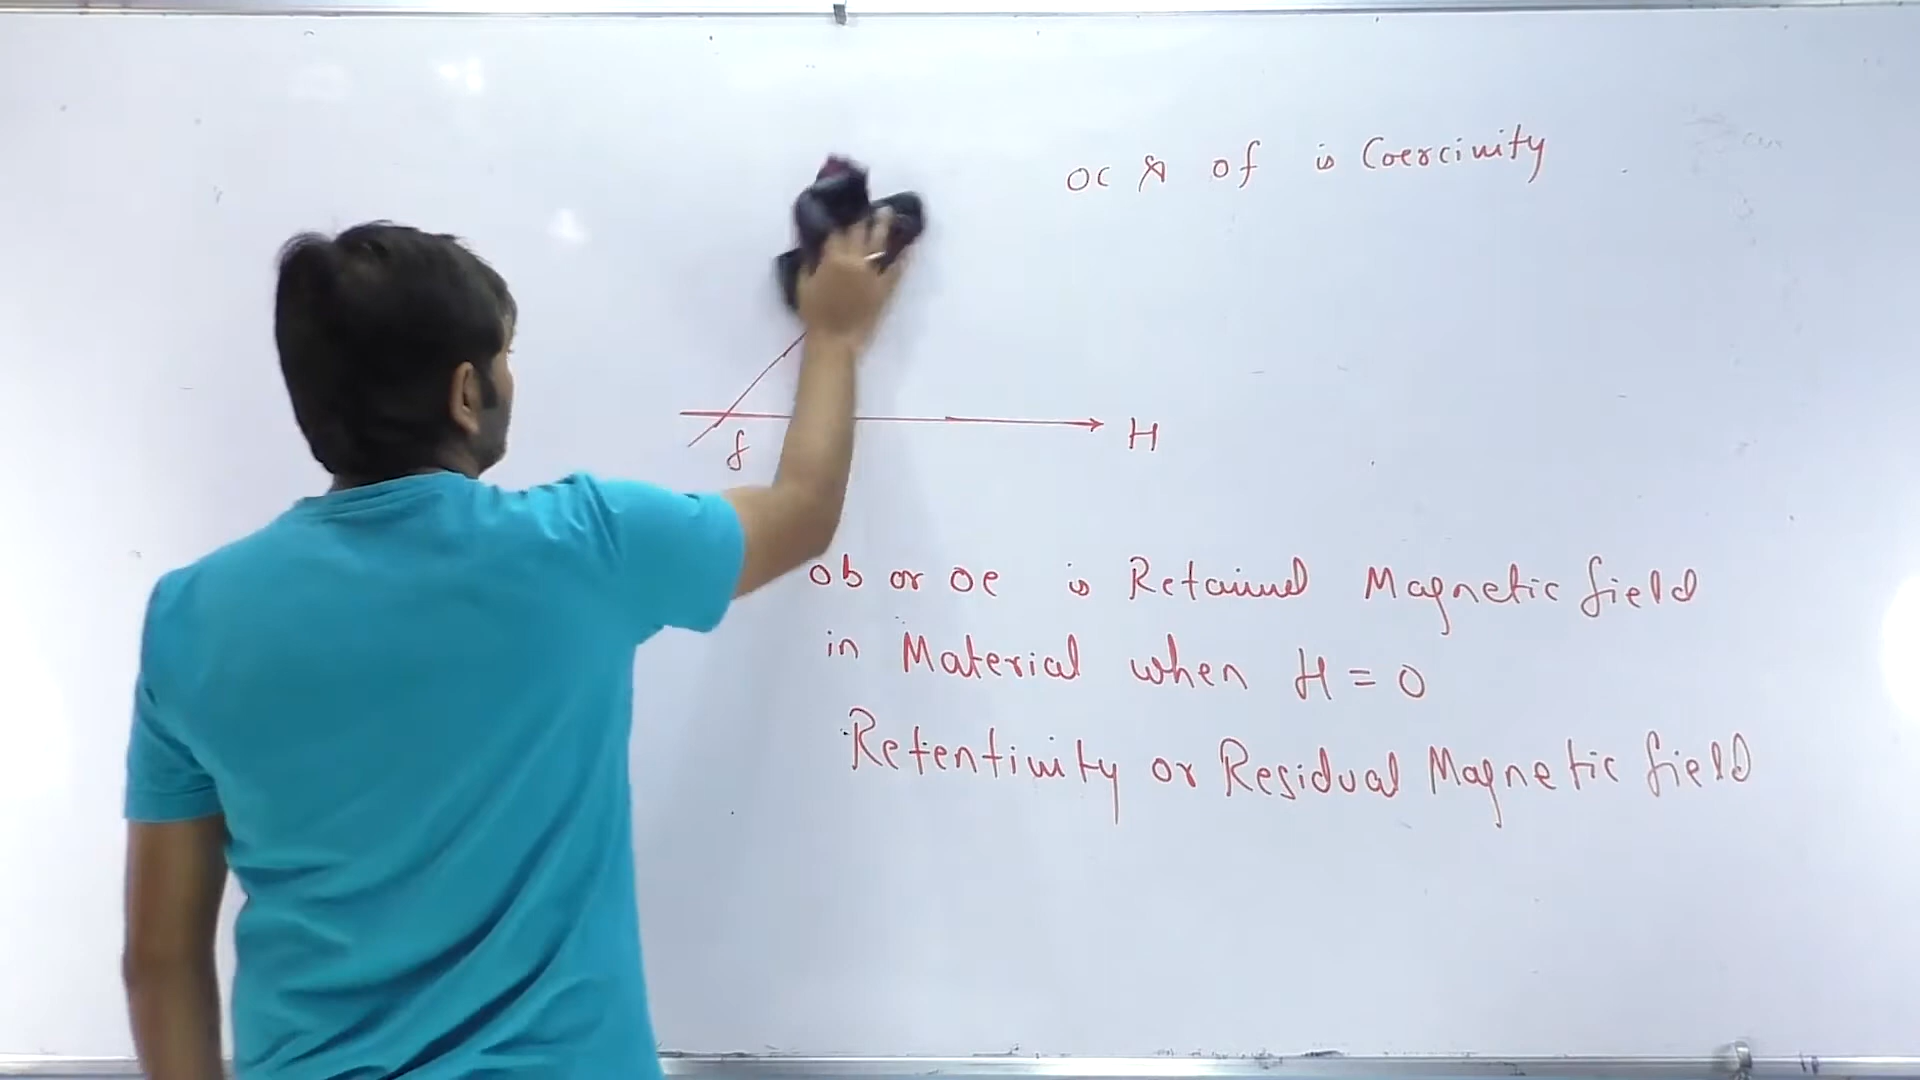 oc or of is Coercivity
H
f
ob or oe is Retained Magnetic field
in Material when H = 0
Retentivity or Residual Magnetic field